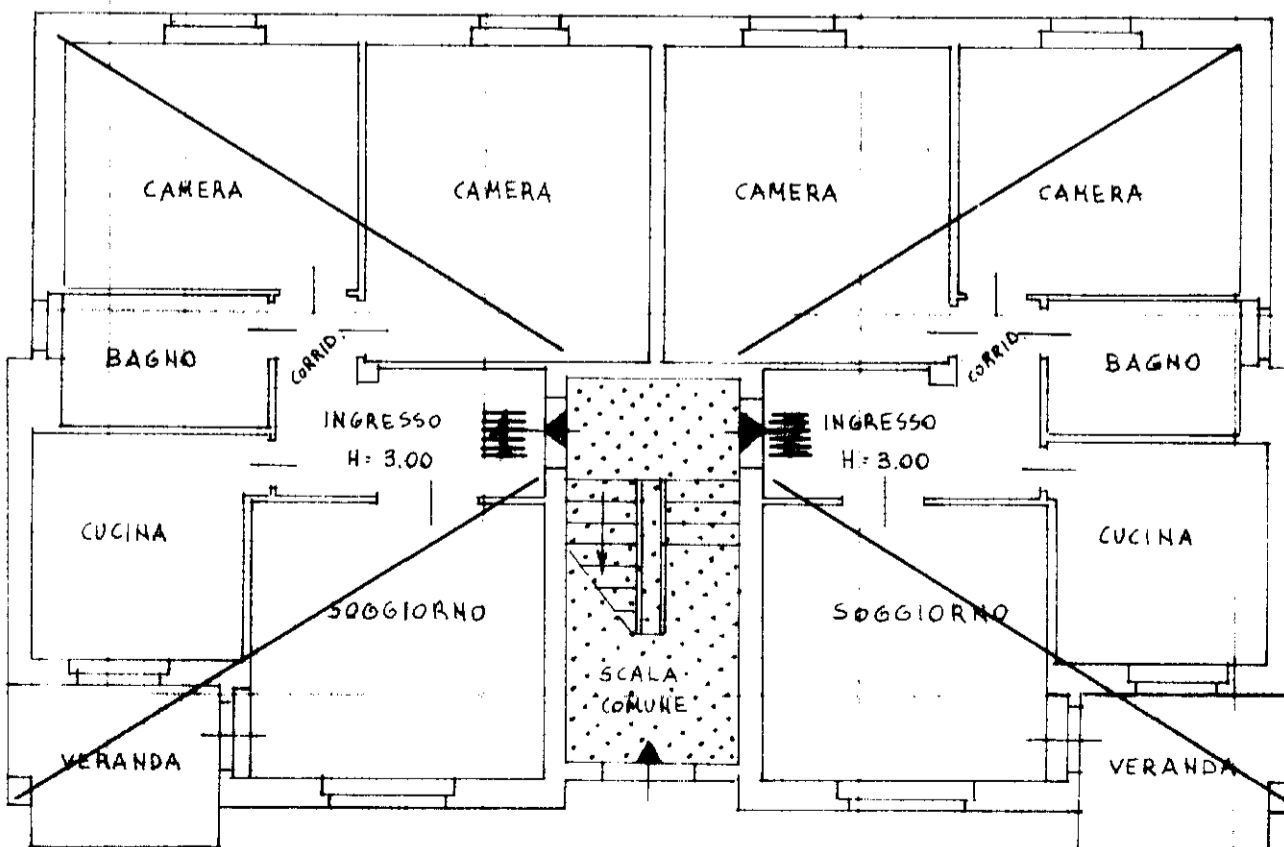 CAMERA
CAMERA
CAMERA
CAMERA
BAGNO
CORRID.
CORRID.
BAGNO
INGRESSO
H= 3.00
INGRESSO
H= 3.00
CUCINA
CUCINA
SOGGIORNO
SOGGIORNO
SCALA
COMUNE
VERANDA
VERANDA